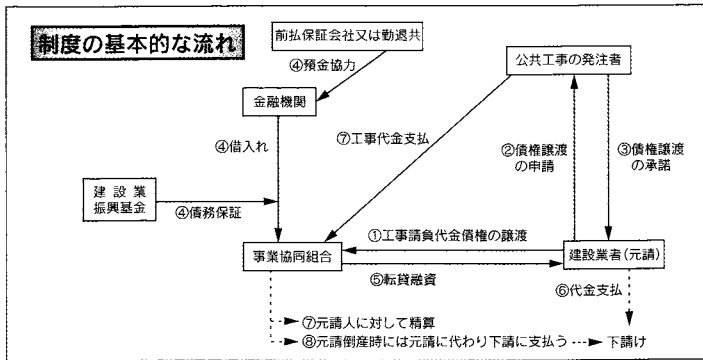 制度の基本的な流れ
前払保証会社又は勤退共
公共工事の発注者
④預金協力
金融機関
④借入れ
⑦工事代金支払
②債権譲渡
の申請
③債権譲渡
の承諾
建設業
振興基金
④債務保証
①工事請負代金債権の譲渡
事業協同組合
建設業者(元請)
⑤転貸融資
⑥代金支払
⑦元請人に対して精算
⑧元請倒産時には元請に代わり下請に支払う
下請け